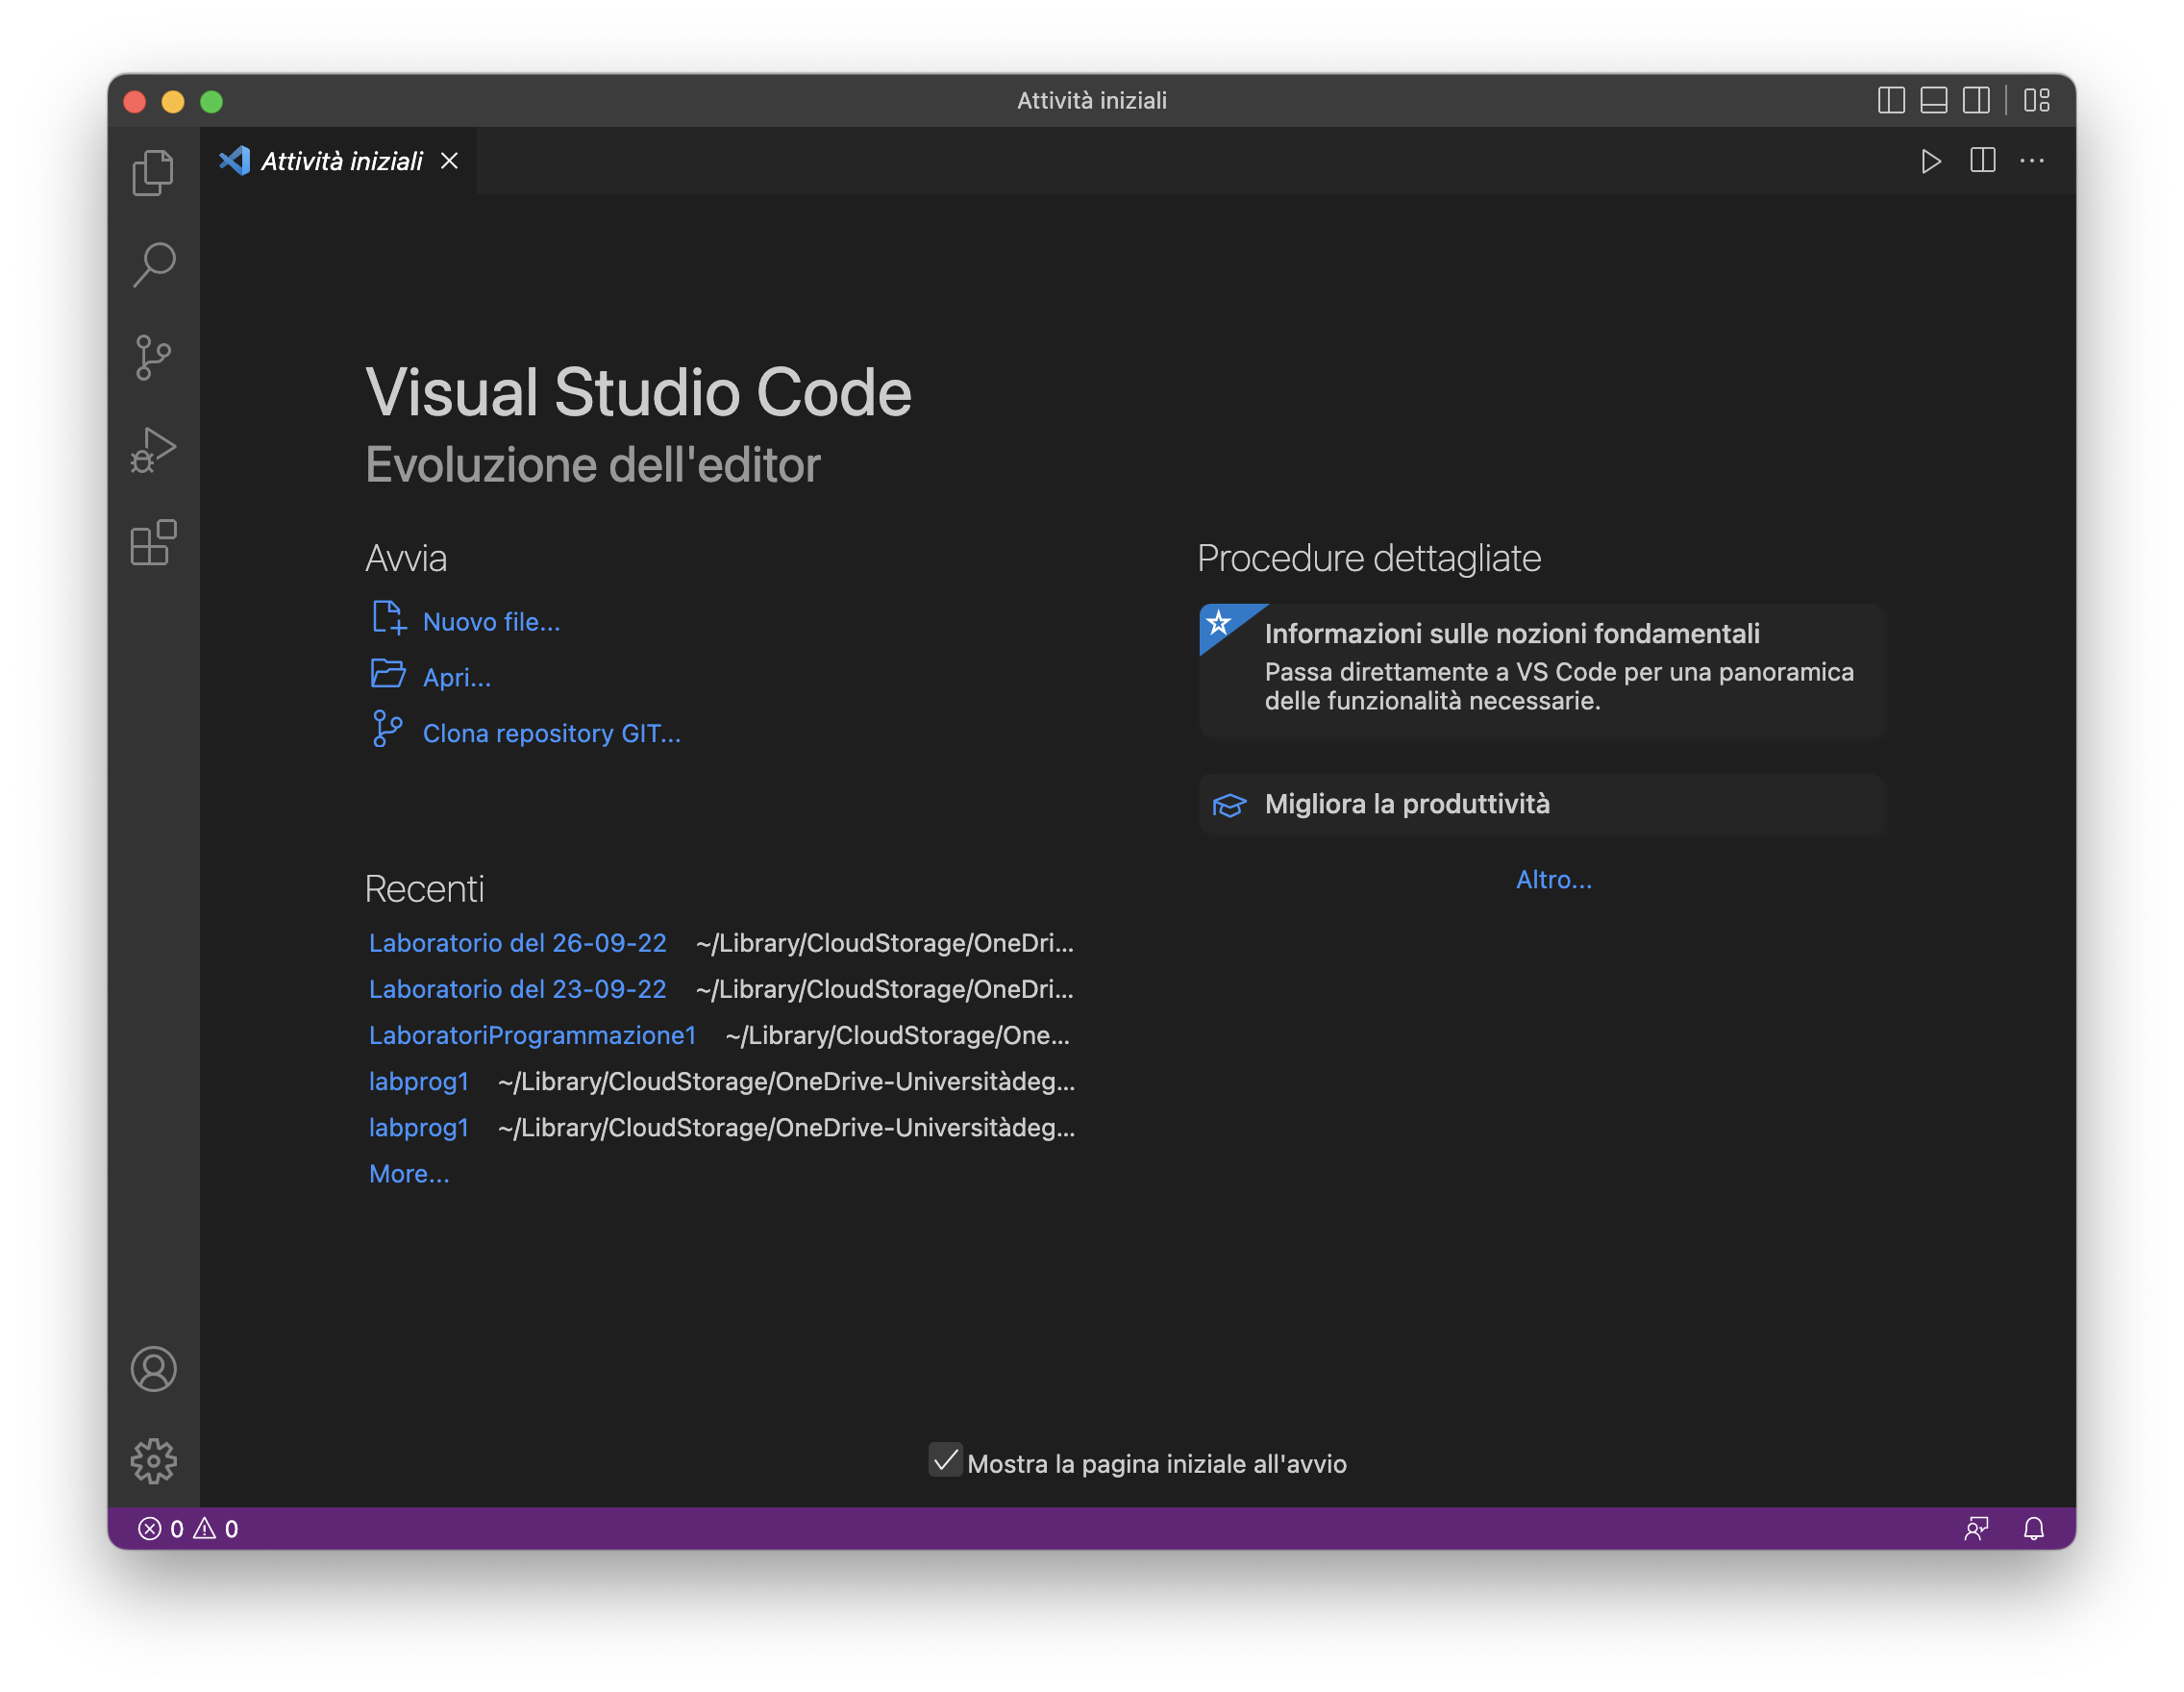 Attività iniziali
Attività iniziali
Visual Studio Code
Evoluzione dell'editor
Avvia
Nuovo file...
Apri...
Clona repository GIT...
Recenti
Laboratorio del 26-09-22 ~/Library/CloudStorage/OneDri...
Laboratorio del 23-09-22 ~/Library/CloudStorage/OneDri...
LaboratoriProgrammazione1 ~/Library/CloudStorage/One...
labprog1 ~/Library/CloudStorage/OneDrive-Universitàdeg...
labprog1 ~/Library/CloudStorage/OneDrive-Universitàdeg...
More...
Procedure dettagliate
Informazioni sulle nozioni fondamentali
Passa direttamente a VS Code per una panoramica
delle funzionalità necessarie.
Migliora la produttività
Altro...
Mostra la pagina iniziale all'avvio
0 0